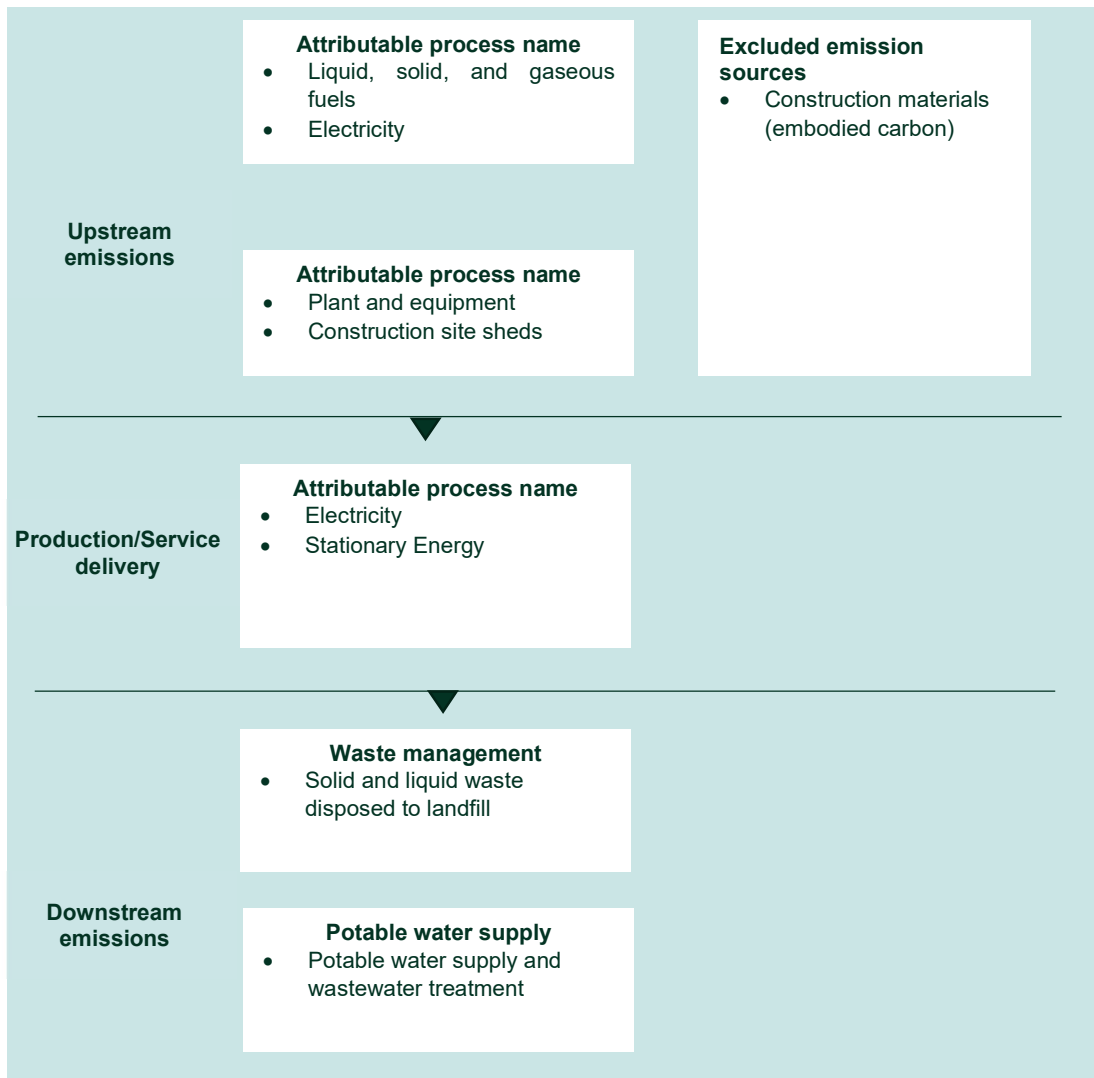 Attributable process name
• Liquid, solid, and gaseous
fuels
• Electricity
Excluded emission
sources
• Construction materials
(embodied carbon)
Upstream
emissions
Attributable process name
• Plant and equipment
• Construction site sheds
Production/Service
delivery
Attributable process name
• Electricity
• Stationary Energy
Downstream
emissions
Waste management
• Solid and liquid waste
disposed to landfill
Potable water supply
• Potable water supply and
wastewater treatment